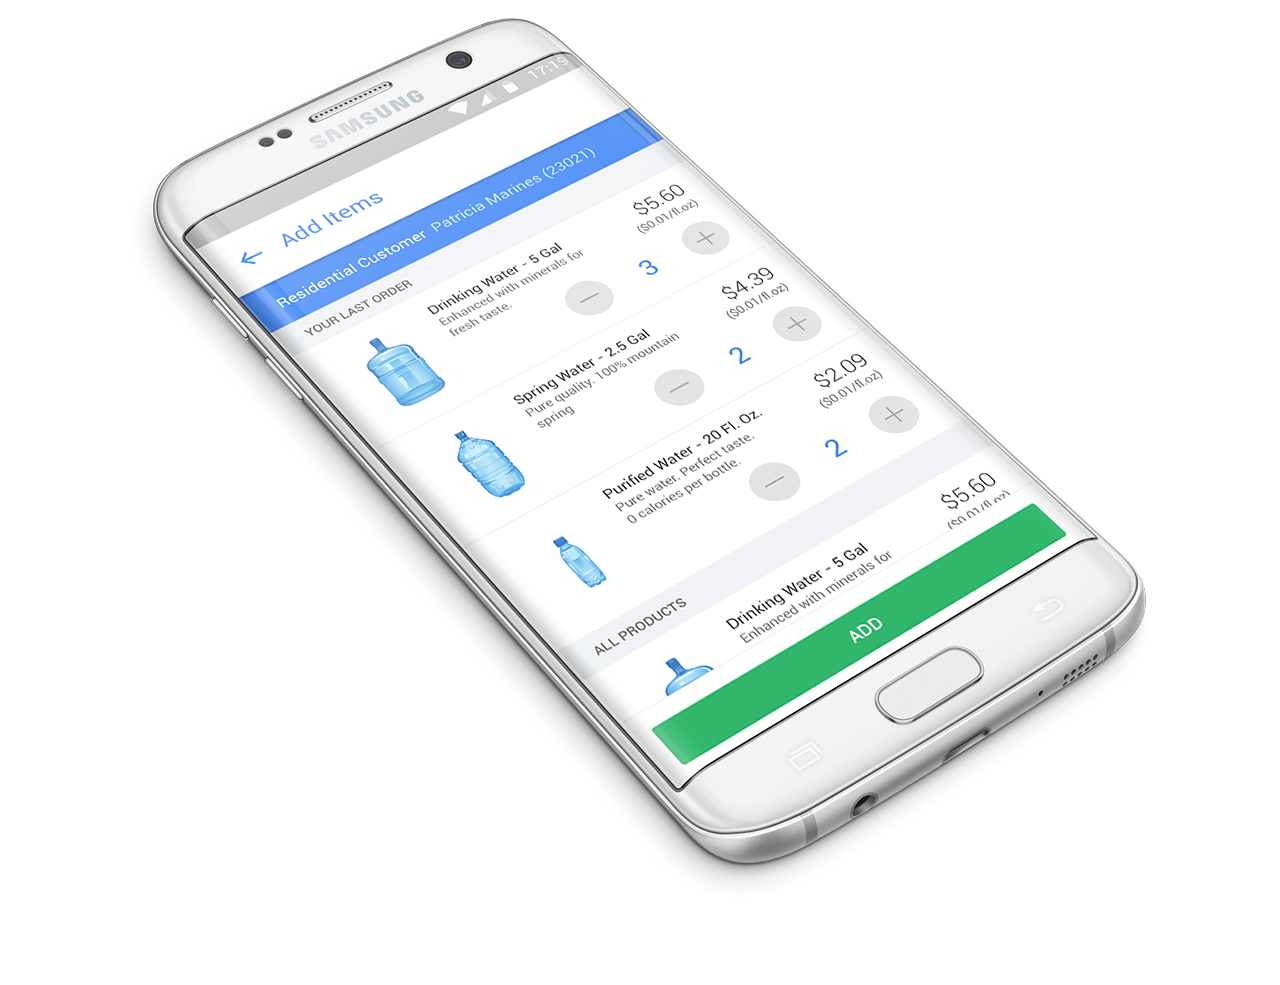 SAMSUNG
17:19
Add Items
Residential Customer Patricia Marines (23021)
YOUR LAST ORDER
Drinking Water - 5 Gal
Enhanced with minerals for
fresh taste.
$5.60
($0.01/fl.oz)
3
Spring Water - 2.5 Gal
Pure quality. 100% mountain
spring
$4.39
($0.01/fl.oz)
2
Purified Water - 20 Fl. Oz.
Pure water. Perfect taste.
0 calories per bottle.
$2.09
($0.01/fl.oz)
2
ALL PRODUCTS
Drinking Water - 5 Gal
Enhanced with minerals for
$5.60
($0.01/fl.oz)
ADD